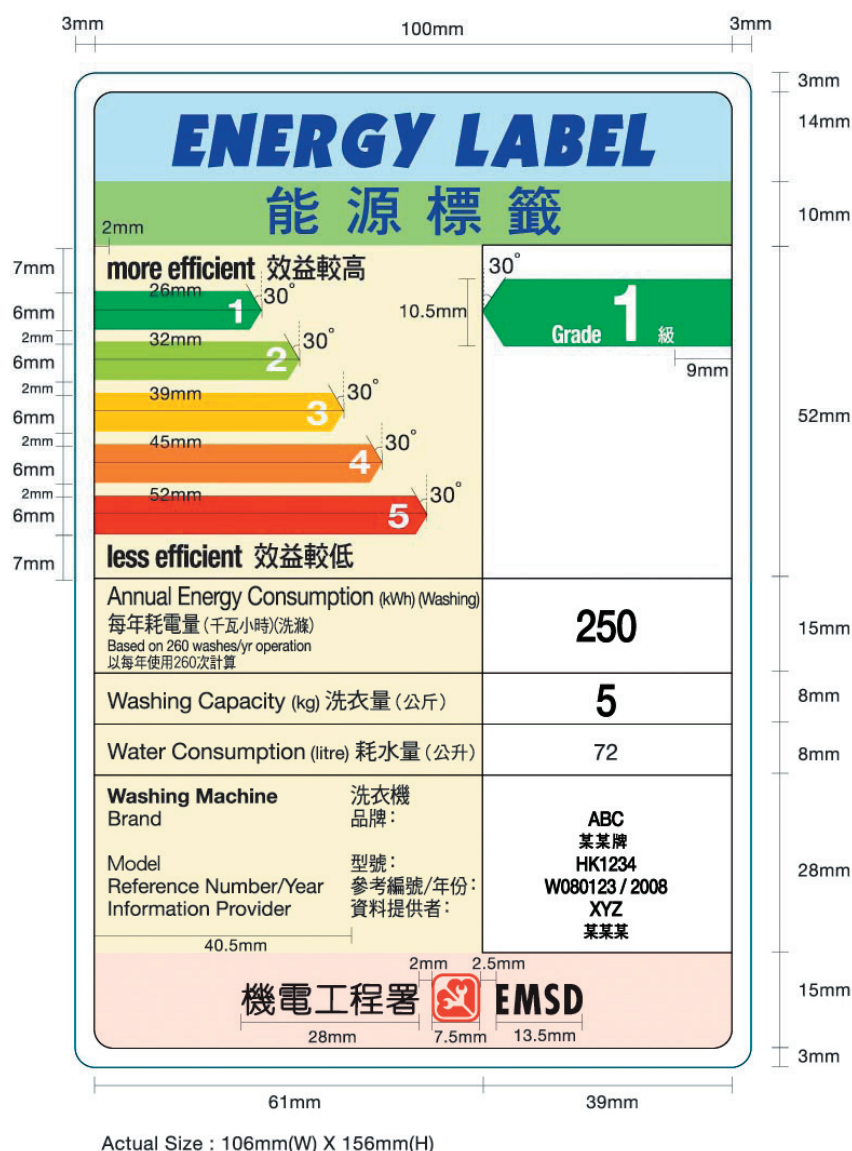 3mm 100mm 3mm
3mm
ENERGY LABEL
14mm
能源標籤
10mm
2mm
7mm
more efficient 效益較高
30°
26mm
1
30°
6mm
10.5mm
Grade 1 級
2mm
32mm
2
30°
6mm
9mm
2mm
39mm
3
30°
6mm
52mm
2mm
45mm
4
30°
6mm
2mm
52mm
5
30°
6mm
7mm
less efficient 效益較低
Annual Energy Consumption (kWh) (Washing)
每年耗電量 (千瓦小時)(洗滌)
Based on 260 washes/yr operation
以每年使用260次計算
250
15mm
Washing Capacity (kg) 洗衣量 (公斤)
5
8mm
Water Consumption (litre) 耗水量 (公升)
72
8mm
Washing Machine 洗衣機
Brand 品牌:
ABC
某某牌
Model 型號:
HK1234
Reference Number/Year 參考編號/年份:
W080123 / 2008
Information Provider 資料提供者:
XYZ
某某某
28mm
40.5mm
2mm 2.5mm
機電工程署 EMSD
15mm
28mm 7.5mm 13.5mm
3mm
61mm 39mm
Actual Size : 106mm(W) X 156mm(H)